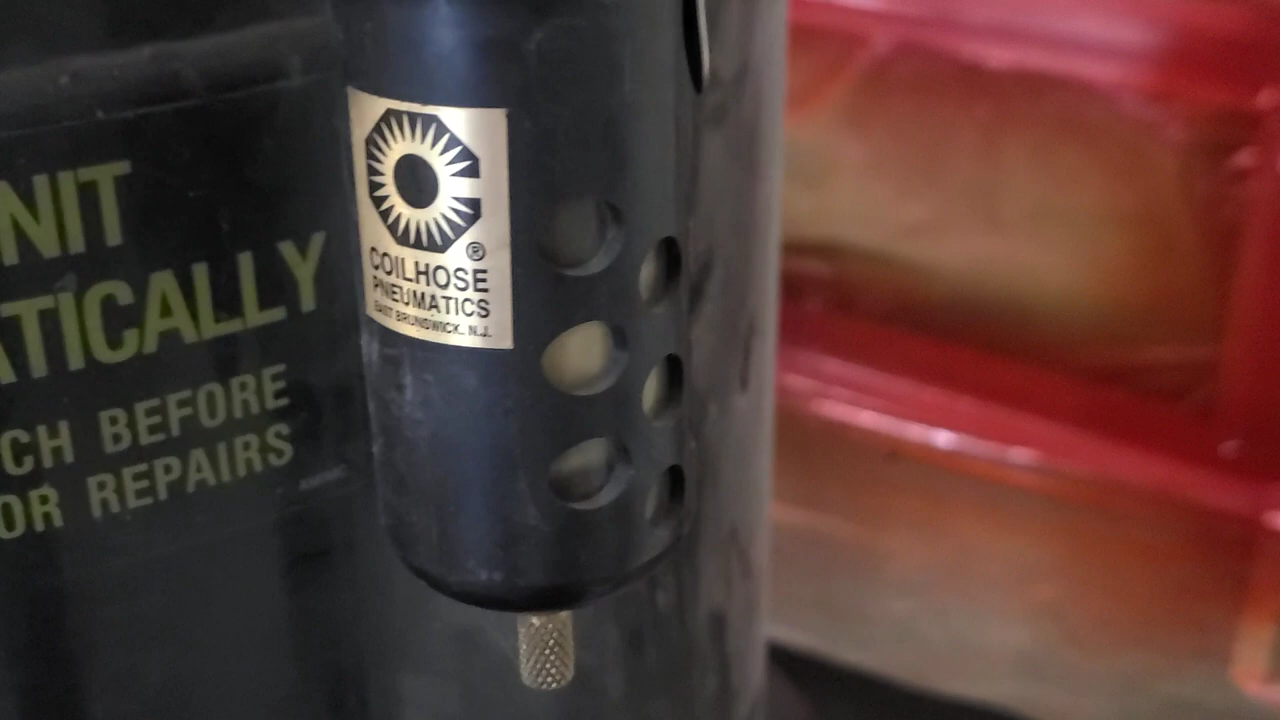 NIT
ATICALLY
CH BEFORE
OR REPAIRS
®
COILHOSE
PNEUMATICS
EAST BRUNSWICK, N.J.